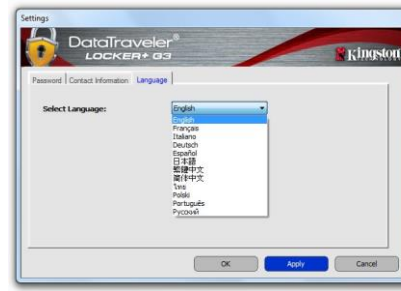 Settings
DataTraveler®
LOCKER+ G3
Kingston
Password
Contact Information
Language
Select Language:
English
English
Français
Italiano
Deutsch
Español
日本語
繁體中文
简体中文
ไทย
Polski
Português
Русский
OK
Apply
Cancel